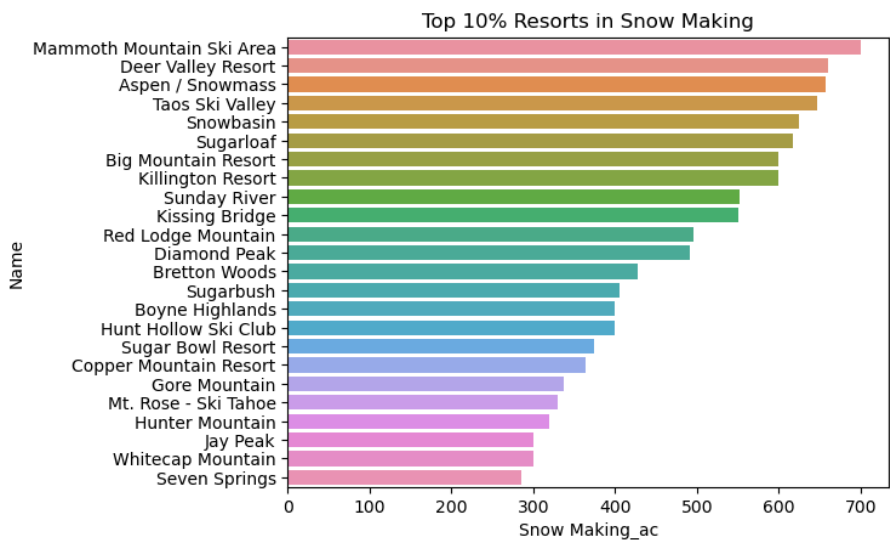 Top 10% Resorts in Snow Making
Mammoth Mountain Ski Area
Deer Valley Resort
Aspen / Snowmass
Taos Ski Valley
Snowbasin
Sugarloaf
Big Mountain Resort
Killington Resort
Sunday River
Kissing Bridge
Red Lodge Mountain
Diamond Peak
Bretton Woods
Sugarbush
Boyne Highlands
Hunt Hollow Ski Club
Sugar Bowl Resort
Copper Mountain Resort
Gore Mountain
Mt. Rose - Ski Tahoe
Hunter Mountain
Jay Peak
Whitecap Mountain
Seven Springs
Name
0 100 200 300 400 500 600 700
Snow Making_ac